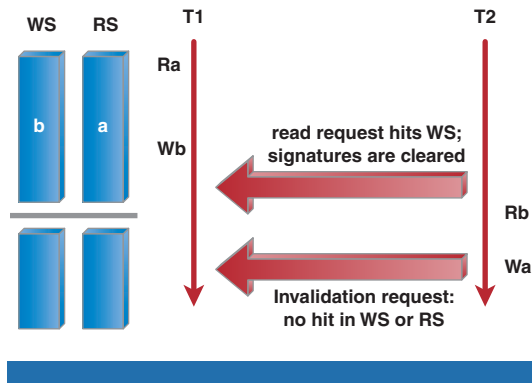 WS RS T1 T2
Ra
b a
Wb
read request hits WS;
signatures are cleared
Rb
Wa
Invalidation request:
no hit in WS or RS